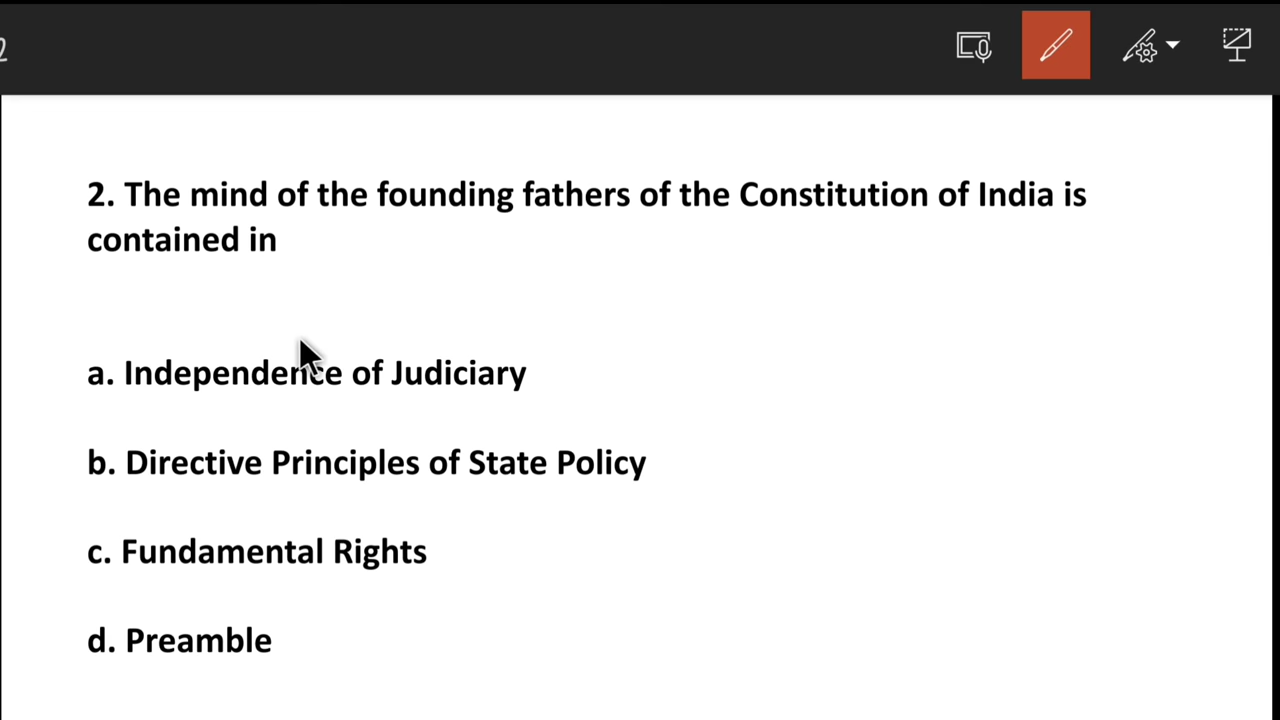 2. The mind of the founding fathers of the Constitution of India is
contained in
a. Independence of Judiciary
b. Directive Principles of State Policy
c. Fundamental Rights
d. Preamble